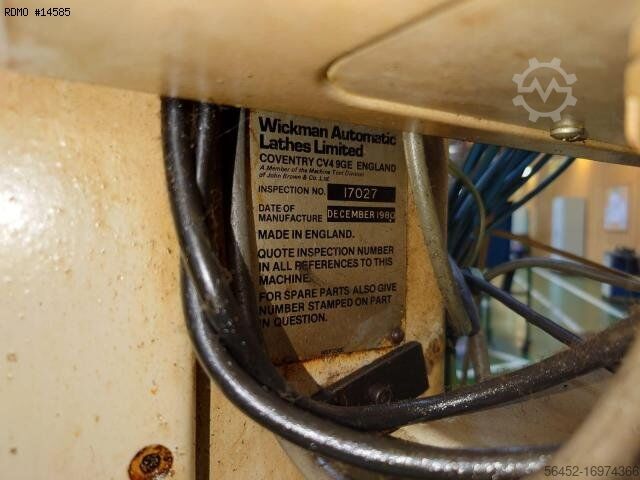 RDMO #14585
Wickman Automatic
Lathes Limited
COVENTRY CV4 9GE ENGLAND
A Member of the Machine Tool Division
of John Brown & Co. Ltd.
INSPECTION NO. 17027
DATE OF
MANUFACTURE DECEMBER 1980
MADE IN ENGLAND.
QUOTE INSPECTION NUMBER
IN ALL REFERENCES TO THIS
MACHINE.
FOR SPARE PARTS ALSO GIVE
NUMBER STAMPED ON PART
IN QUESTION.
56452-16974366